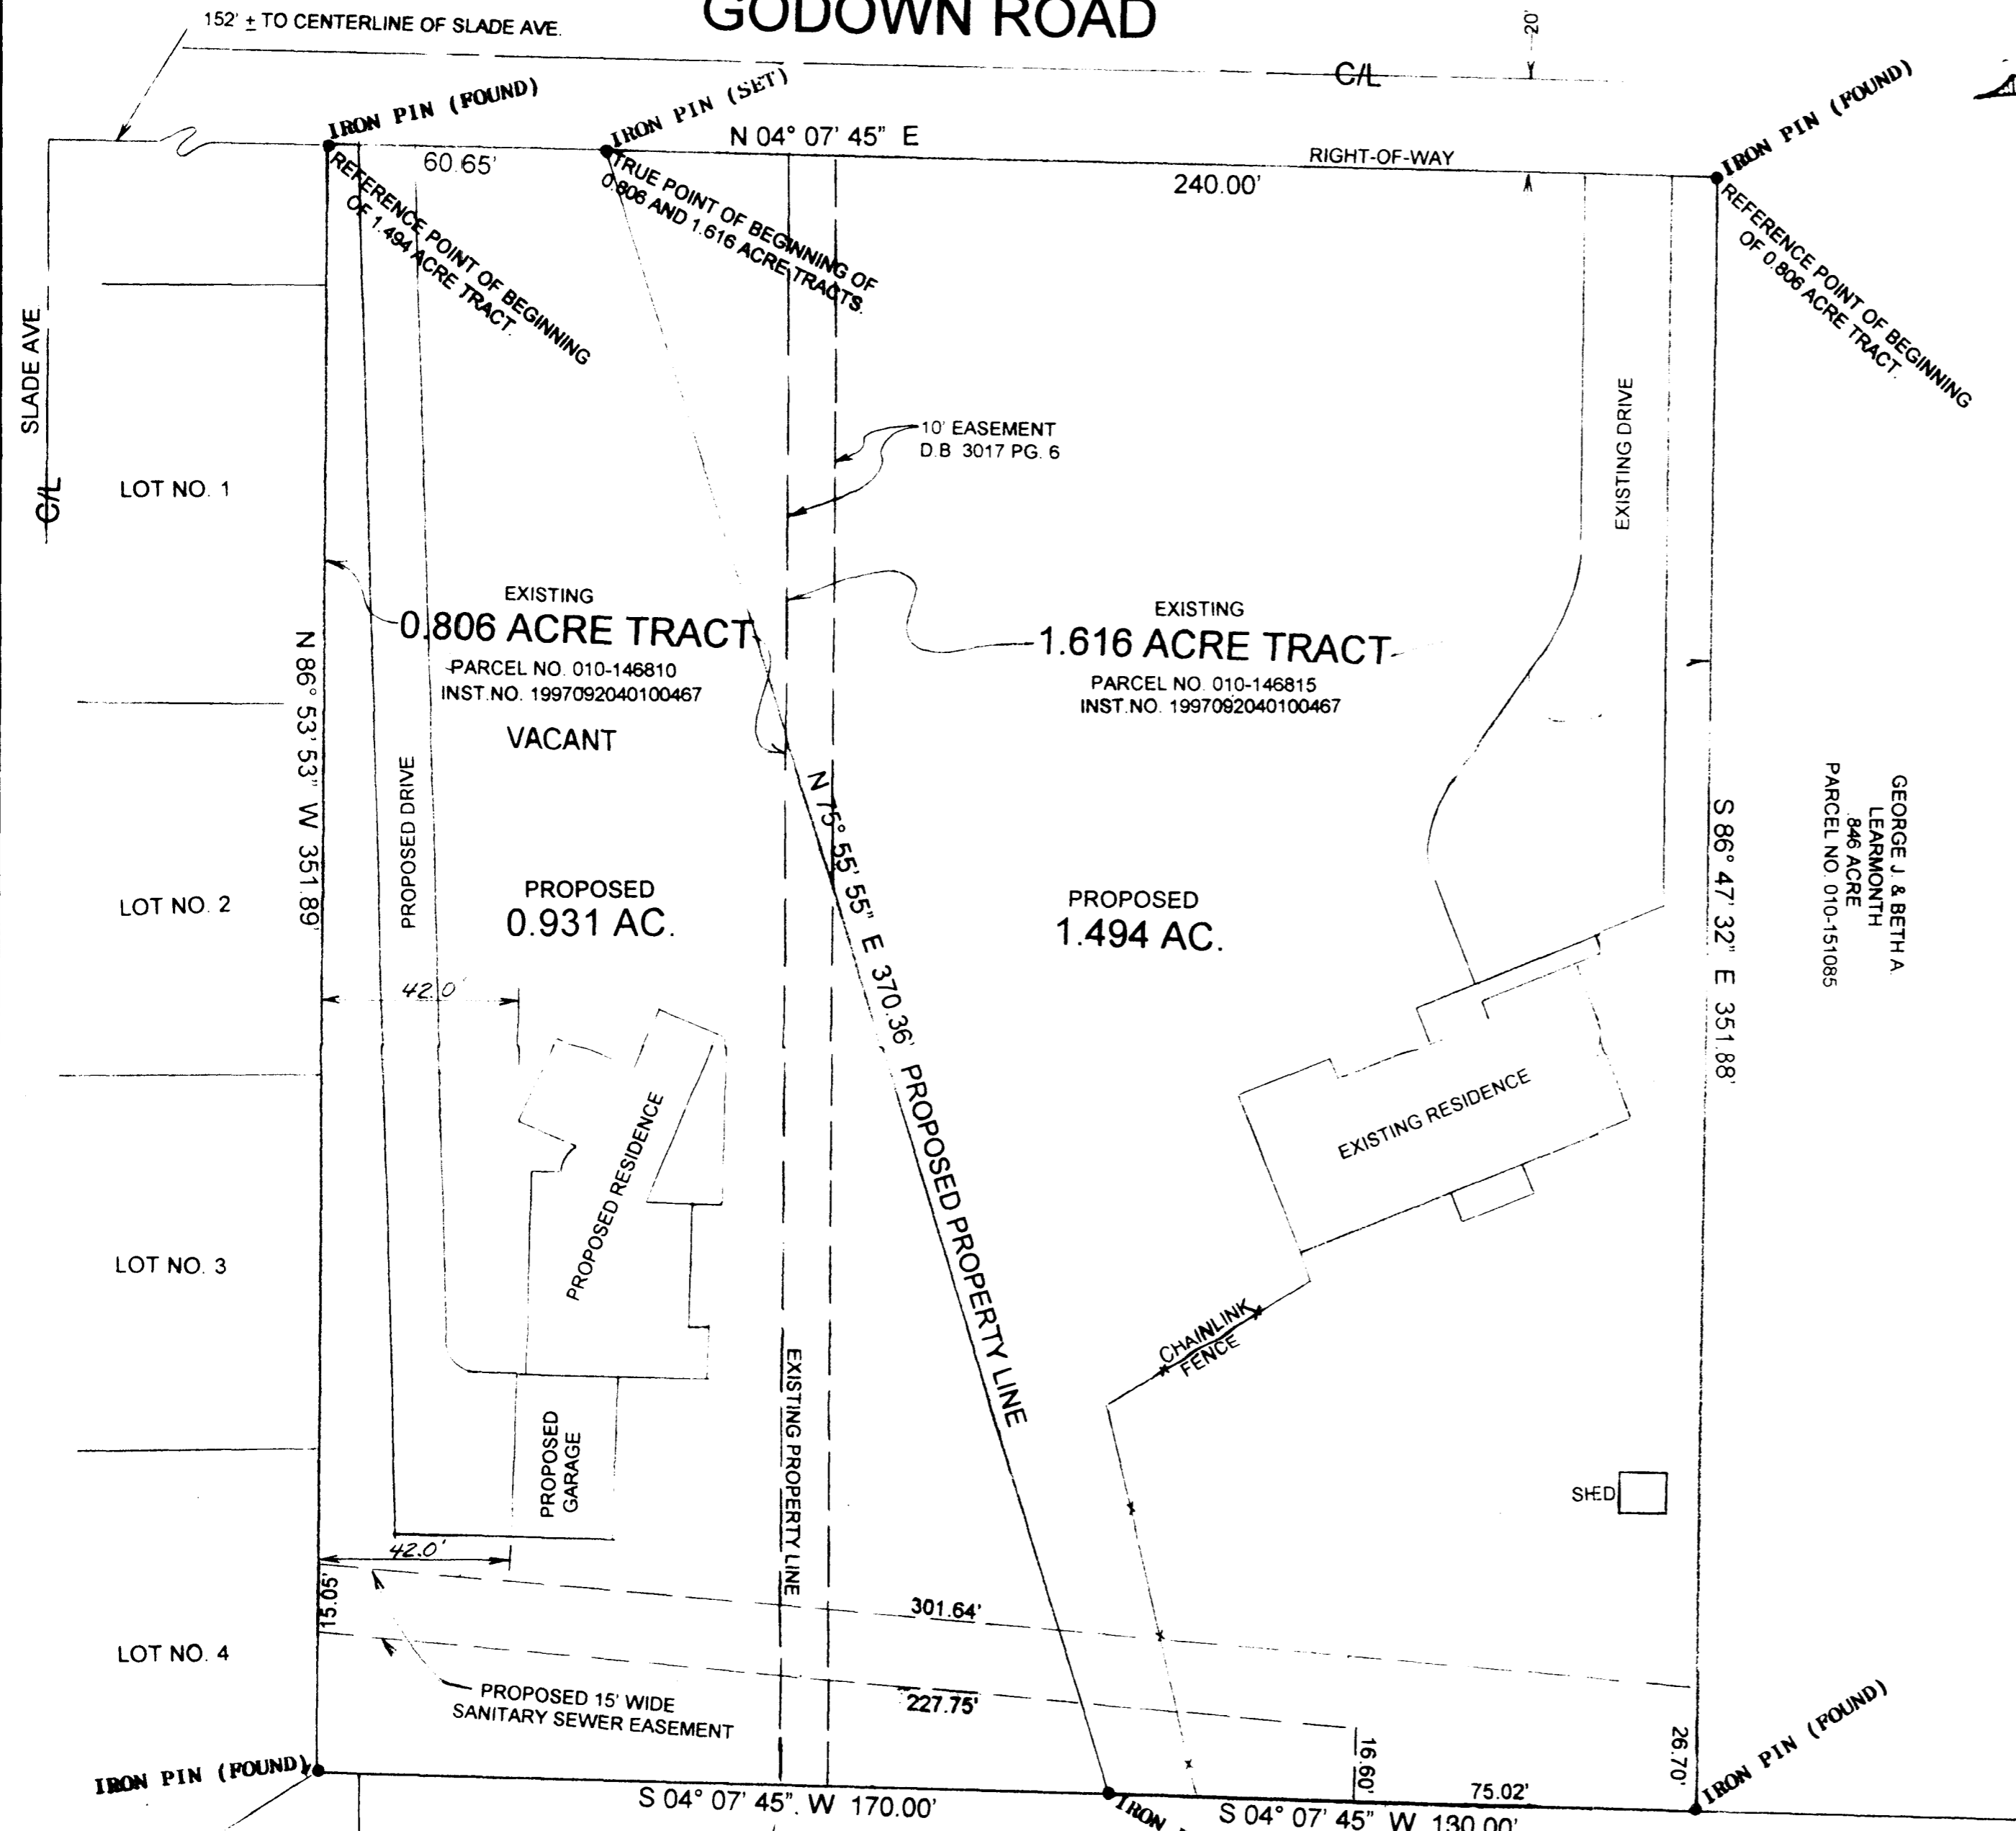 GODOWN ROAD
152' ± TO CENTERLINE OF SLADE AVE.
20'
C/L
IRON PIN (FOUND)
IRON PIN (SET)
IRON PIN (FOUND)
N 04° 07' 45" E
RIGHT-OF-WAY
60.65'
240.00'
REFERENCE POINT OF BEGINNING
OF 1.494 ACRE TRACT.
TRUE POINT OF BEGINNING OF
0.806 AND 1.616 ACRE TRACTS.
REFERENCE POINT OF BEGINNING
OF 0.806 ACRE TRACT.
SLADE AVE.
C/L
10' EASEMENT
D.B. 3017 PG. 6
EXISTING DRIVE
LOT NO. 1
EXISTING
0.806 ACRE TRACT
PARCEL NO. 010-146810
INST.NO. 199709204010​0467
VACANT
EXISTING
1.616 ACRE TRACT
PARCEL NO. 010-146815
INST.NO. 1997092040100467
N 86° 53' 53" W 351.89'
PROPOSED DRIVE
S 86° 47' 32" E 351.88'
GEORGE J. & BETH A.
LEARMONTH
.846 ACRE
PARCEL NO. 010-151085
LOT NO. 2
PROPOSED
0.931 AC.
N 75° 55' 55" E 370.36' PROPOSED PROPERTY LINE
PROPOSED
1.494 AC.
42.0'
PROPOSED RESIDENCE
EXISTING RESIDENCE
LOT NO. 3
CHAINLINK
FENCE
EXISTING PROPERTY LINE
PROPOSED
GARAGE
SHED
42.0'
15.05'
301.64'
LOT NO. 4
PROPOSED 15' WIDE
SANITARY SEWER EASEMENT
227.75'
16.60'
26.70'
75.02'
IRON PIN (FOUND)
S 04° 07' 45". W 170.00'
IRON
S 04° 07' 45" W 130.00'
IRON PIN (FOUND)